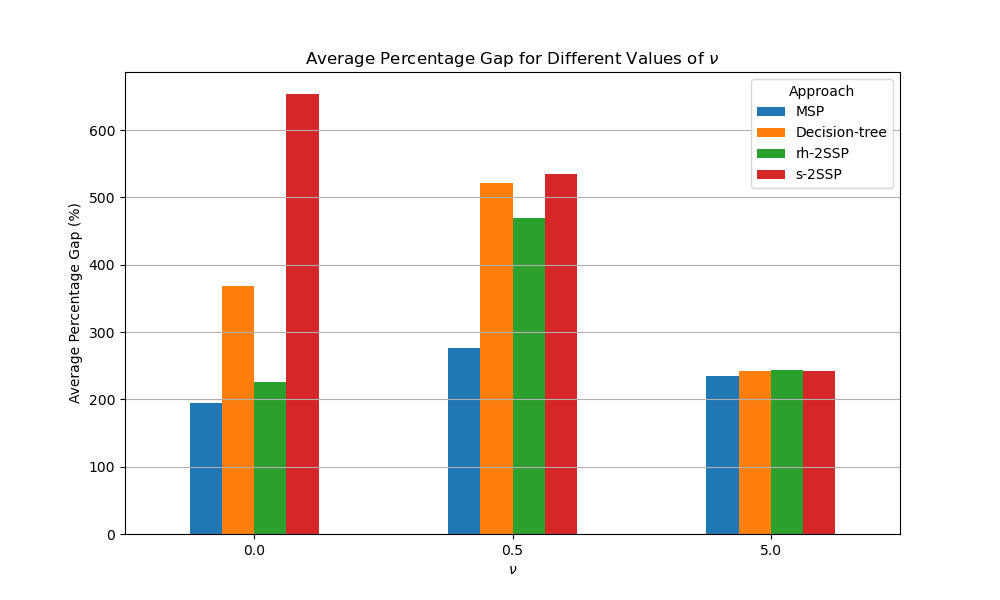 Average Percentage Gap for Different Values of ν
Average Percentage Gap (%)
600
500
400
300
200
100
0
0.0
0.5
5.0
ν
Approach
MSP
Decision-tree
rh-2SSP
s-2SSP